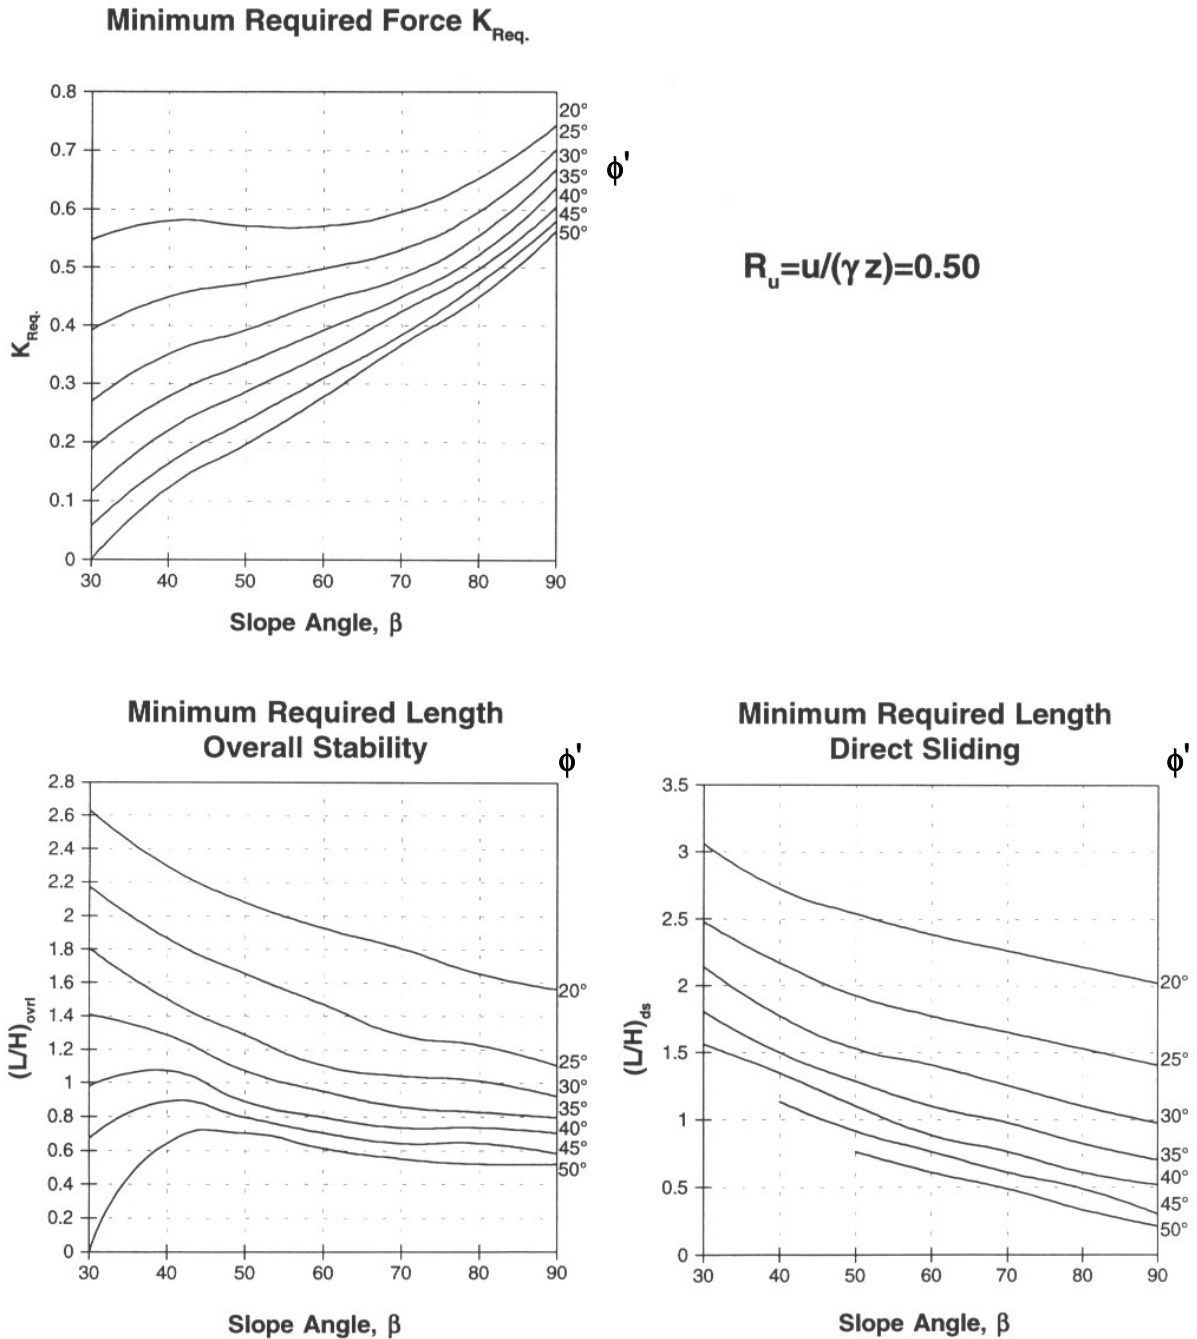 Minimum Required Force K_Req.
0.8
0.7
0.6
0.5
0.4
0.3
0.2
0.1
0
K_Req.
20°
25°
30°
35°
40°
45°
50°
ϕ'
30 40 50 60 70 80 90
Slope Angle, β
R_u=u/(γ z)=0.50
Minimum Required Length
Overall Stability
ϕ'
2.8
2.6
2.4
2.2
2
1.8
1.6
1.4
1.2
1
0.8
0.6
0.4
0.2
0
(L/H)_ovrl
20°
25°
30°
35°
40°
45°
50°
30 40 50 60 70 80 90
Slope Angle, β
Minimum Required Length
Direct Sliding
ϕ'
3.5
3
2.5
2
1.5
1
0.5
0
(L/H)_ds
20°
25°
30°
35°
40°
45°
50°
30 40 50 60 70 80 90
Slope Angle, β